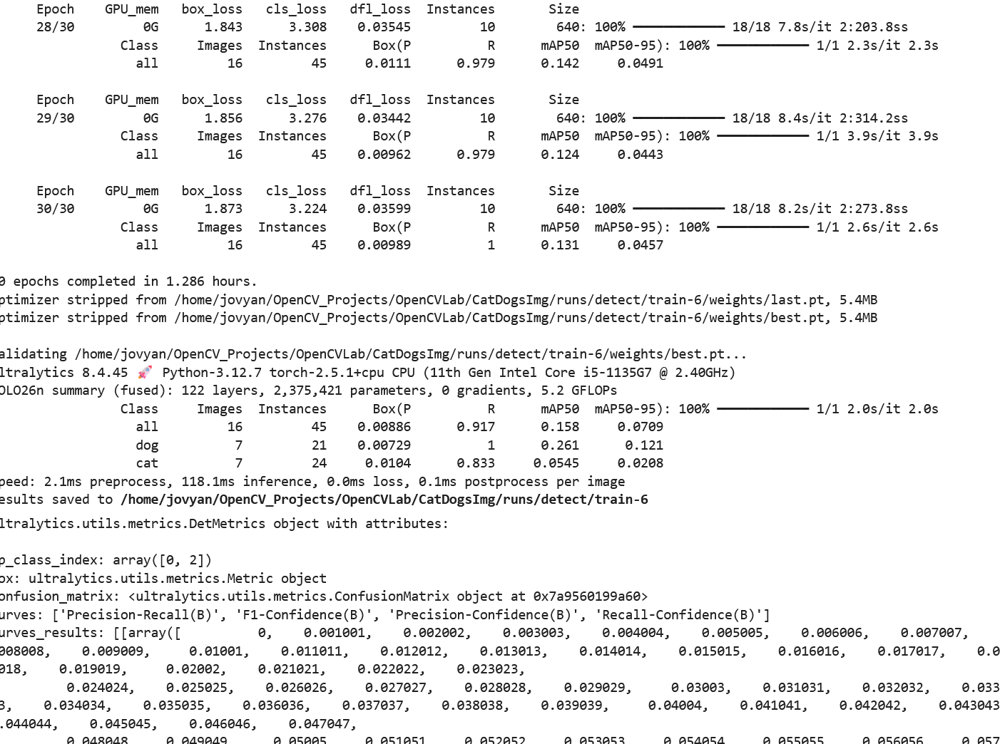 Epoch GPU_mem box_loss cls_loss dfl_loss Instances Size
28/30 0G 1.843 3.308 0.03545 10 640: 100% ━━━━━━━━━━━━ 18/18 7.8s/it 2:203.8ss
Class Images Instances Box(P R mAP50 mAP50-95): 100% ━━━━━━━━━━━━ 1/1 2.3s/it 2.3s
all 16 45 0.0111 0.979 0.142 0.0491
Epoch GPU_mem box_loss cls_loss dfl_loss Instances Size
29/30 0G 1.856 3.276 0.03442 10 640: 100% ━━━━━━━━━━━━ 18/18 8.4s/it 2:314.2ss
Class Images Instances Box(P R mAP50 mAP50-95): 100% ━━━━━━━━━━━━ 1/1 3.9s/it 3.9s
all 16 45 0.00962 0.979 0.124 0.0443
Epoch GPU_mem box_loss cls_loss dfl_loss Instances Size
30/30 0G 1.873 3.224 0.03599 10 640: 100% ━━━━━━━━━━━━ 18/18 8.2s/it 2:273.8ss
Class Images Instances Box(P R mAP50 mAP50-95): 100% ━━━━━━━━━━━━ 1/1 2.6s/it 2.6s
all 16 45 0.00989 1 0.131 0.0457
0 epochs completed in 1.286 hours.
ptimizer stripped from /home/jovyan/OpenCV_Projects/OpenCVLab/CatDogsImg/runs/detect/train-6/weights/last.pt, 5.4MB
ptimizer stripped from /home/jovyan/OpenCV_Projects/OpenCVLab/CatDogsImg/runs/detect/train-6/weights/best.pt, 5.4MB
alidating /home/jovyan/OpenCV_Projects/OpenCVLab/CatDogsImg/runs/detect/train-6/weights/best.pt...
ltralytics 8.4.45 🚀 Python-3.12.7 torch-2.5.1+cpu CPU (11th Gen Intel Core i5-1135G7 @ 2.40GHz)
OLO26n summary (fused): 122 layers, 2,375,421 parameters, 0 gradients, 5.2 GFLOPs
Class Images Instances Box(P R mAP50 mAP50-95): 100% ━━━━━━━━━━━━ 1/1 2.0s/it 2.0s
all 16 45 0.00886 0.917 0.158 0.0709
dog 7 21 0.00729 1 0.261 0.121
cat 7 24 0.0104 0.833 0.0545 0.0208
peed: 2.1ms preprocess, 118.1ms inference, 0.0ms loss, 0.1ms postprocess per image
esults saved to /home/jovyan/OpenCV_Projects/OpenCVLab/CatDogsImg/runs/detect/train-6
ltralytics.utils.metrics.DetMetrics object with attributes:
p_class_index: array([0, 2])
ox: ultralytics.utils.metrics.Metric object
onfusion_matrix: <ultralytics.utils.metrics.ConfusionMatrix object at 0x7a9560199a60>
urves: ['Precision-Recall(B)', 'F1-Confidence(B)', 'Precision-Confidence(B)', 'Recall-Confidence(B)']
urves_results: [[array([ 0, 0.001001, 0.002002, 0.003003, 0.004004, 0.005005, 0.006006, 0.007007,
008008, 0.009009, 0.01001, 0.011011, 0.012012, 0.013013, 0.014014, 0.015015, 0.016016, 0.017017, 0.0
018, 0.019019, 0.02002, 0.021021, 0.022022, 0.023023,
0.024024, 0.025025, 0.026026, 0.027027, 0.028028, 0.029029, 0.03003, 0.031031, 0.032032, 0.033
3, 0.034034, 0.035035, 0.036036, 0.037037, 0.038038, 0.039039, 0.04004, 0.041041, 0.042042, 0.043043
.044044, 0.045045, 0.046046, 0.047047,
0.048048, 0.049049, 0.05005, 0.051051, 0.052052, 0.053053, 0.054054, 0.055055, 0.056056, 0.057